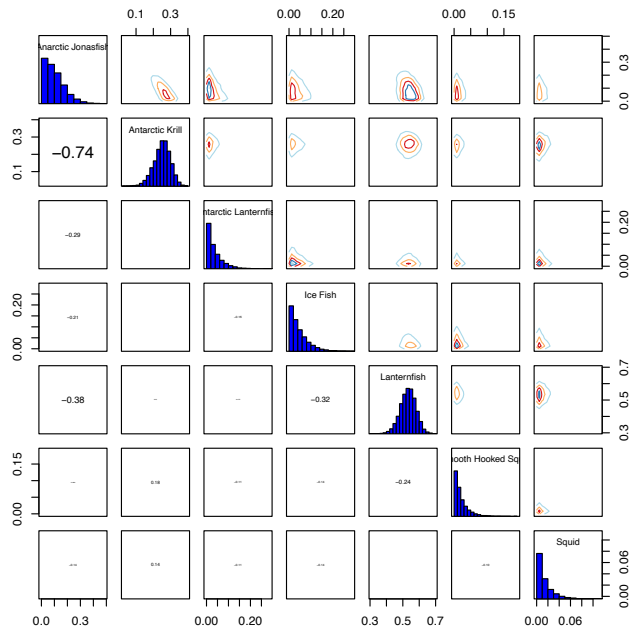 0.1 0.3 0.00 0.20 0.00 0.15
Anarctic Jonasfish
0.0 0.3
Antarctic Krill
−0.74
0.1 0.3
ntarctic Lanternfis
−0.29
0.00 0.20
Ice Fish
−0.21
0.00 0.20
Lanternfish
−0.38 −0.32
0.3 0.5 0.7
ooth Hooked Sq
0.16 −0.24
0.00 0.15
Squid
0.14
0.00 0.06
0.0 0.3 0.00 0.20 0.3 0.5 0.7 0.00 0.06